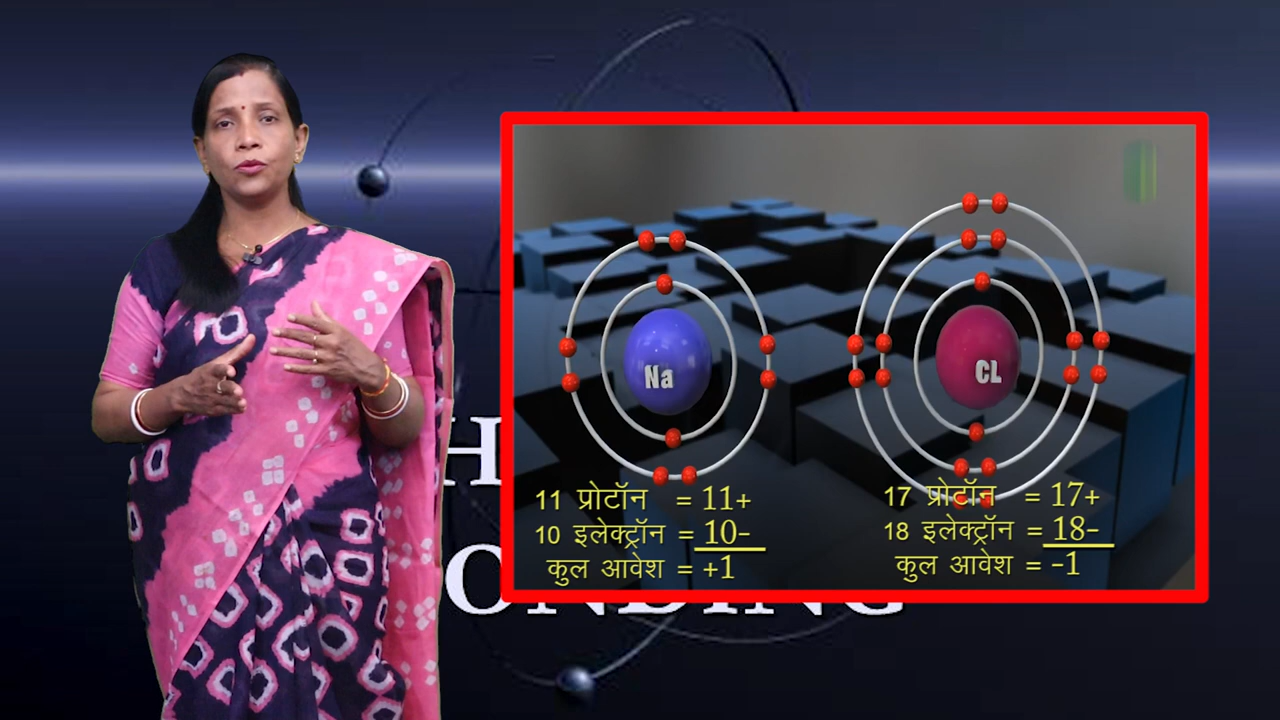 Na
CL
11 प्रोटॉन = 11+
10 इलेक्ट्रॉन = 10-
कुल आवेश = +1
17 प्रोटॉन = 17+
18 इलेक्ट्रॉन = 18-
कुल आवेश = -1